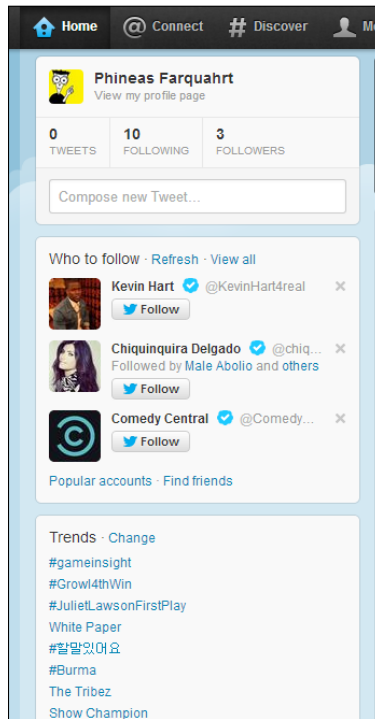 Home @ Connect # Discover
Phineas Farquahrt
View my profile page
0 10 3
TWEETS FOLLOWING FOLLOWERS
Compose new Tweet...
Who to follow · Refresh · View all
Kevin Hart @KevinHart4real ×
Follow
Chiquinquira Delgado @chiq... ×
Followed by Male Abolio and others
Follow
Comedy Central @Comedy... ×
Follow
Popular accounts · Find friends
Trends · Change
#gameinsight
#Growl4thWin
#JulietLawsonFirstPlay
White Paper
#할말있어요
#Burma
The Tribez
Show Champion